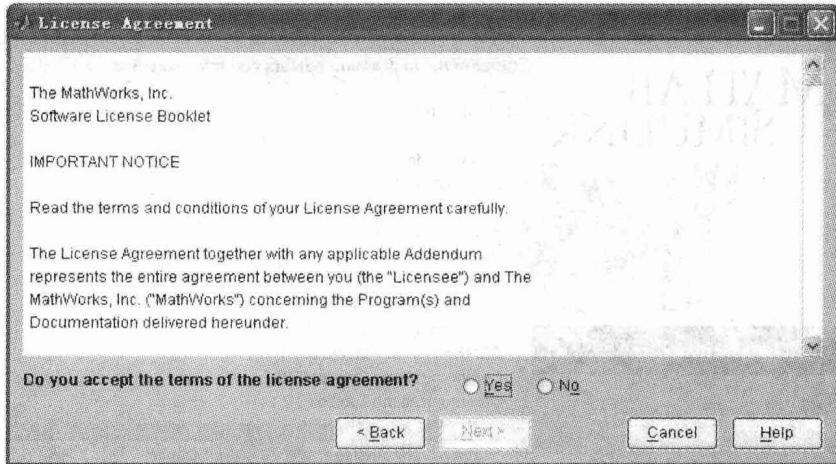 License Agreement
The MathWorks, Inc.
Software License Booklet
IMPORTANT NOTICE
Read the terms and conditions of your License Agreement carefully.
The License Agreement together with any applicable Addendum
represents the entire agreement between you (the "Licensee") and The
MathWorks, Inc. ("MathWorks") concerning the Program(s) and
Documentation delivered hereunder.
Do you accept the terms of the license agreement?
Yes
No
< Back
Next >
Cancel
Help